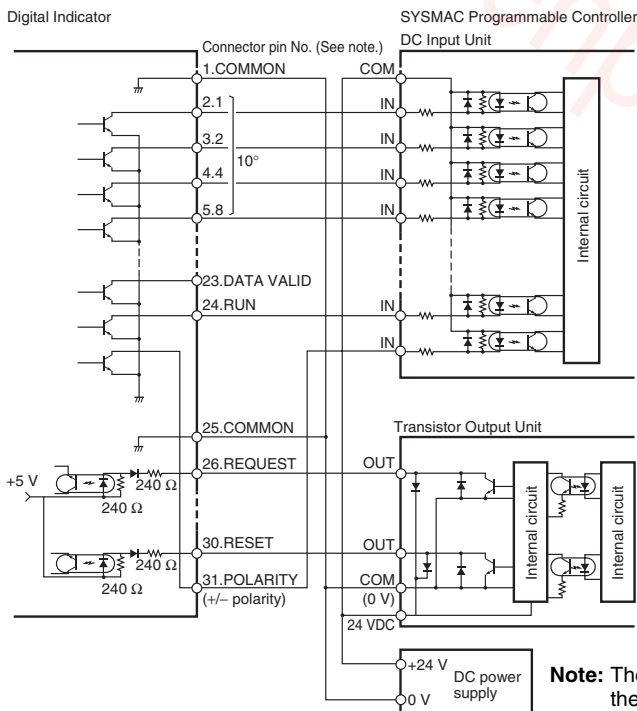 Digital Indicator
SYSMAC Programmable Controller
Connector pin No. (See note.)
DC Input Unit
1.COMMON
COM
2.1
IN
3.2
IN
10°
4.4
IN
5.8
IN
Internal circuit
23.DATA VALID
24.RUN
IN
IN
25.COMMON
Transistor Output Unit
26.REQUEST
OUT
+5 V
240 Ω
240 Ω
Internal circuit
Internal circuit
30.RESET
OUT
240 Ω
240 Ω
31.POLARITY
(+/− polarity)
COM
(0 V)
24 VDC
+24 V
DC power
supply
0 V
Note: The
the